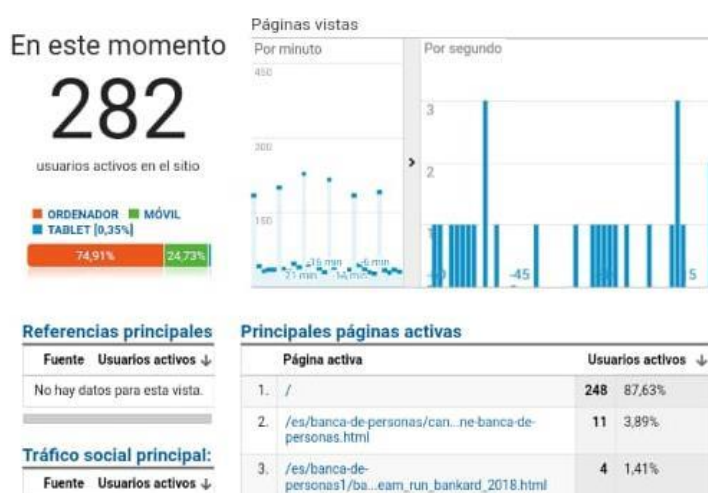 En este momento
282
usuarios activos en el sitio
ORDENADOR MÓVIL
TABLET [0,35%]
74,91% 24,73%
Páginas vistas
Por minuto
450
300
150
-6 min
Por segundo
3
2
1
-45
Referencias principales
Fuente Usuarios activos ↓
No hay datos para esta vista.
Tráfico social principal:
Fuente Usuarios activos ↓
Principales páginas activas
Página activa Usuarios activos ↓
1. / 248 87,63%
2. /es/banca-de-personas/can...ne-banca-de-
personas.html 11 3,89%
3. /es/banca-de-
personas1/ba...eam_run_bankard_2018.html 4 1,41%